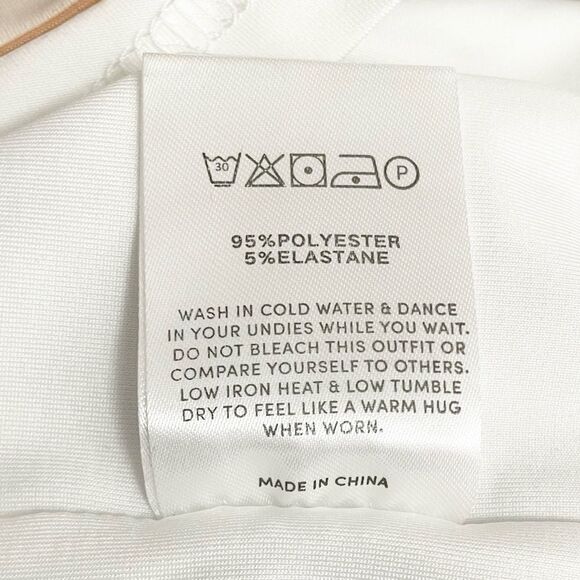 30 P
95%POLYESTER
5%ELASTANE
WASH IN COLD WATER & DANCE
IN YOUR UNDIES WHILE YOU WAIT.
DO NOT BLEACH THIS OUTFIT OR
COMPARE YOURSELF TO OTHERS.
LOW IRON HEAT & LOW TUMBLE
DRY TO FEEL LIKE A WARM HUG
WHEN WORN.
MADE IN CHINA